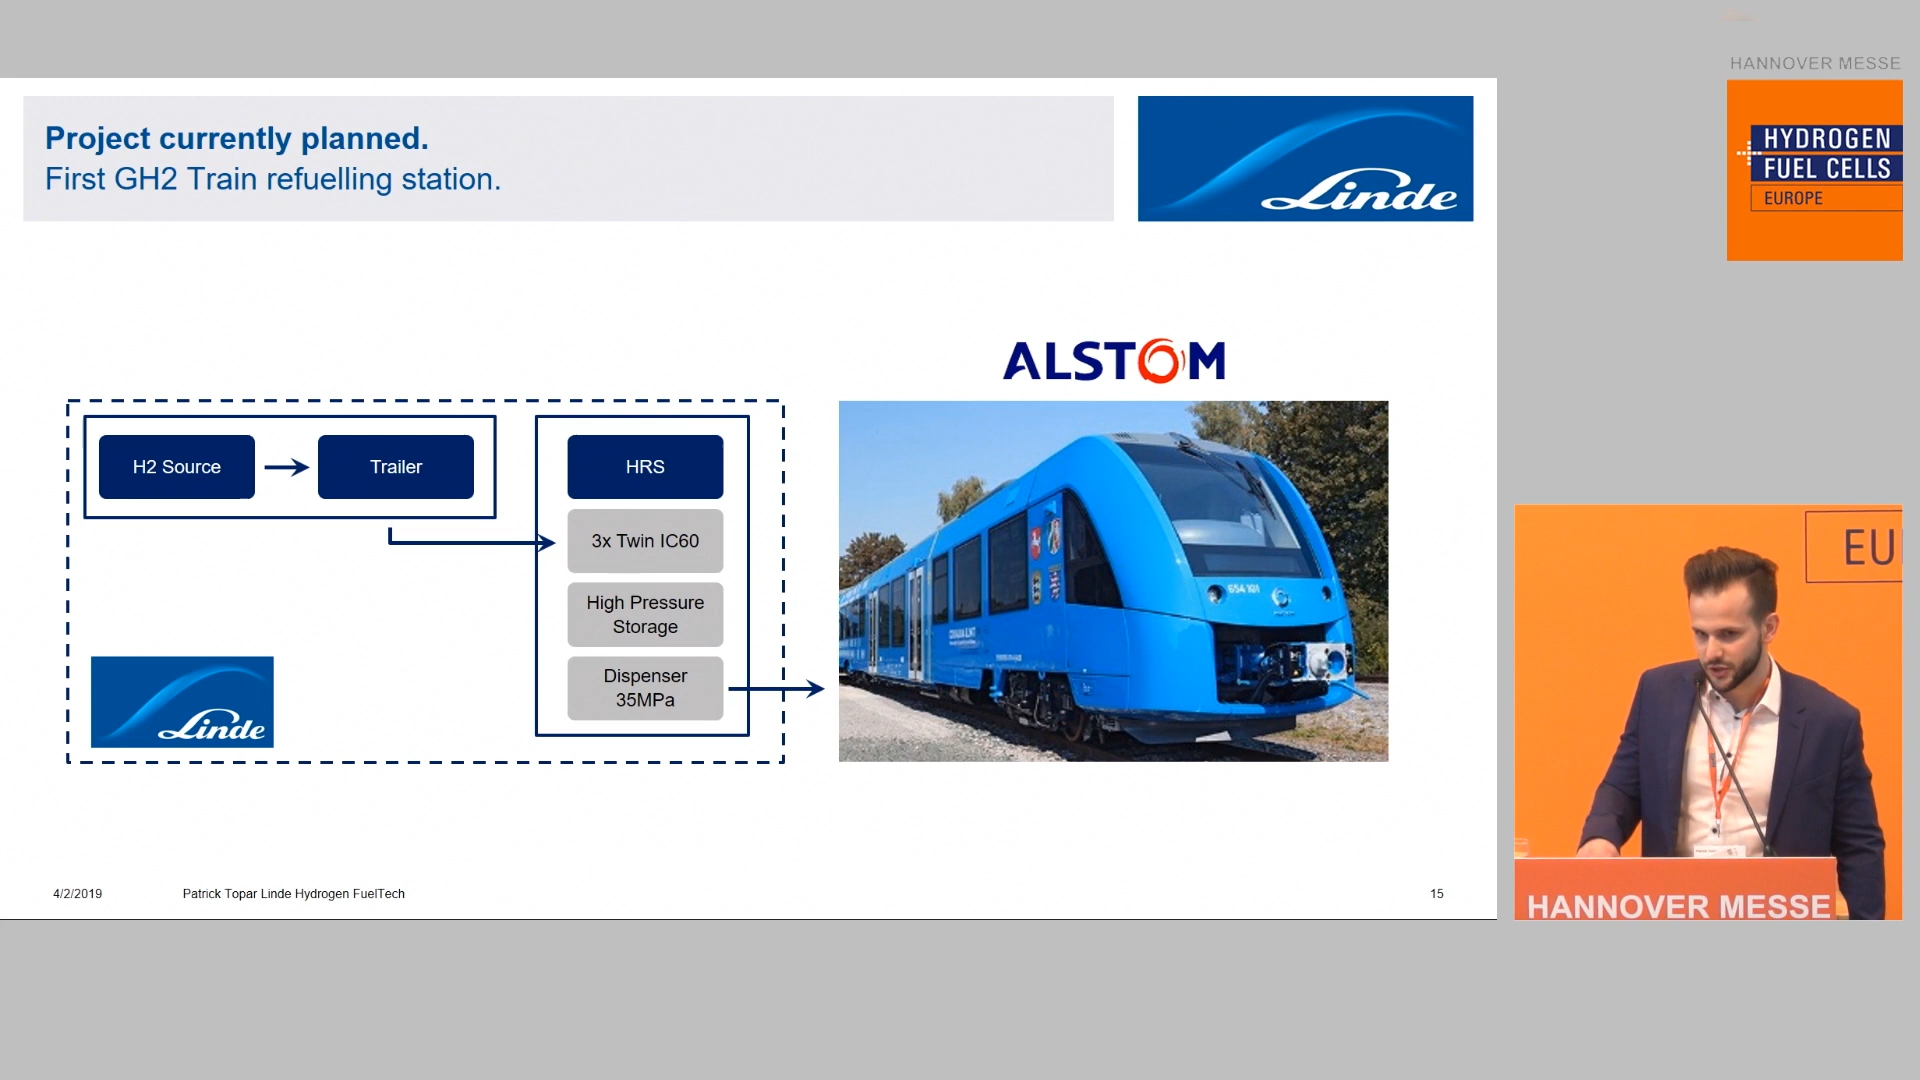 HANNOVER MESSE
HYDROGEN
FUEL CELLS
EUROPE
Project currently planned.
First GH2 Train refuelling station.
Linde
ALSTOM
H2 Source
Trailer
HRS
3x Twin IC60
High Pressure
Storage
Dispenser
35MPa
Linde
654 101
EU
HANNOVER MESSE
4/2/2019
Patrick Topar Linde Hydrogen FuelTech
15